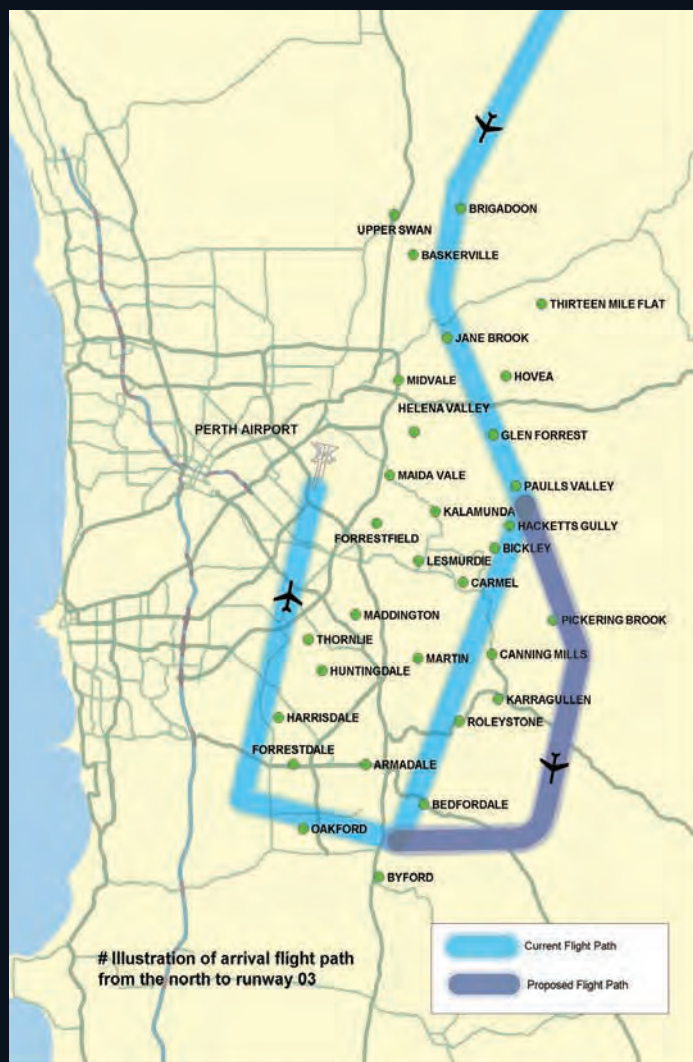 BRIGADOON
UPPER SWAN
BASKERVILLE
THIRTEEN MILE FLAT
JANE BROOK
MIDVALE
HOVEA
HELENA VALLEY
PERTH AIRPORT
GLEN FORREST
MAIDA VALE
PAULLS VALLEY
KALAMUNDA
HACKETTS GULLY
FORRESTFIELD
BICKLEY
LESMURDIE
CARMEL
MADDINGTON
PICKERING BROOK
THORNLIE
MARTIN
CANNING MILLS
HUNTINGDALE
KARRAGULLEN
HARRISDALE
ROLEYSTONE
FORRESTDALE
ARMADALE
BEDFORDALE
OAKFORD
BYFORD
# Illustration of arrival flight path
from the north to runway 03
Current Flight Path
Proposed Flight Path